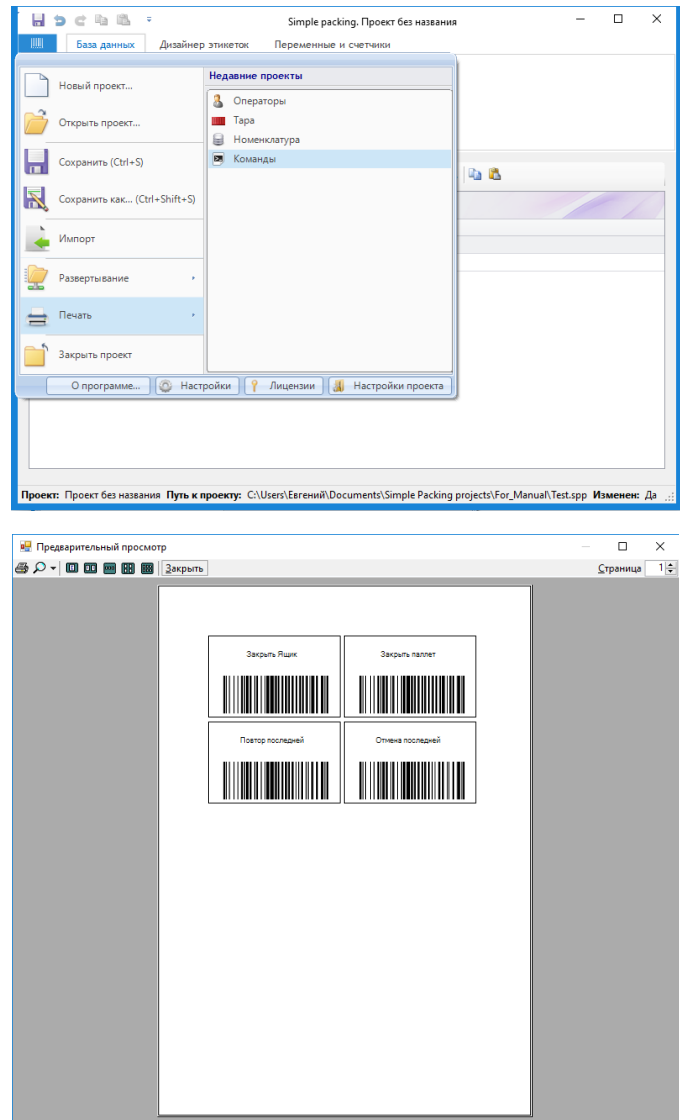 Simple packing. Проект без названия
База данных Дизайнер этикеток Переменные и счетчики
Недавние проекты
Новый проект...
Операторы
Тара
Открыть проект...
Номенклатура
Команды
Сохранить (Ctrl+S)
Сохранить как... (Ctrl+Shift+S)
Импорт
Развертывание
Печать
Закрыть проект
О программе... Настройки Лицензии Настройки проекта
Проект: Проект без названия Путь к проекту: C:\Users\Евгений\Documents\Simple Packing projects\For_Manual\Test.spp Изменен: Да
Предварительный просмотр
Закрыть Страница 1
Закрыть Ящик Закрыть паллет
Повтор последней Отмена последней